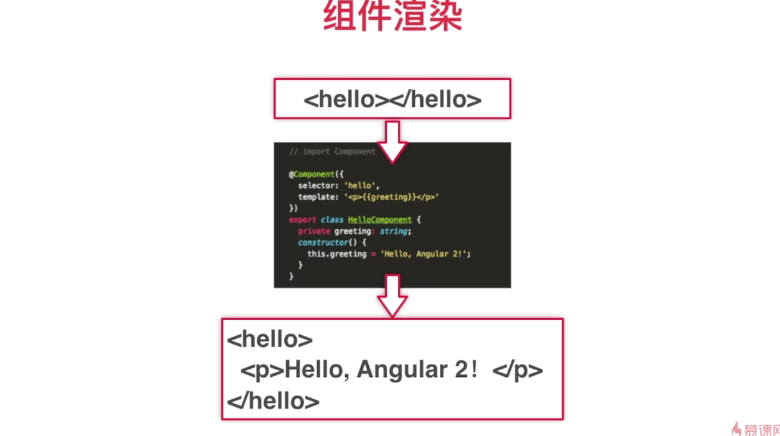 组件渲染
<hello></hello>
// import Component
@Component({
selector: 'hello',
template: '<p>{{greeting}}</p>'
})
export class HelloComponent {
private greeting: string;
constructor() {
this.greeting = 'Hello, Angular 2!';
}
}
<hello>
<p>Hello, Angular 2！</p>
</hello>
慕课网